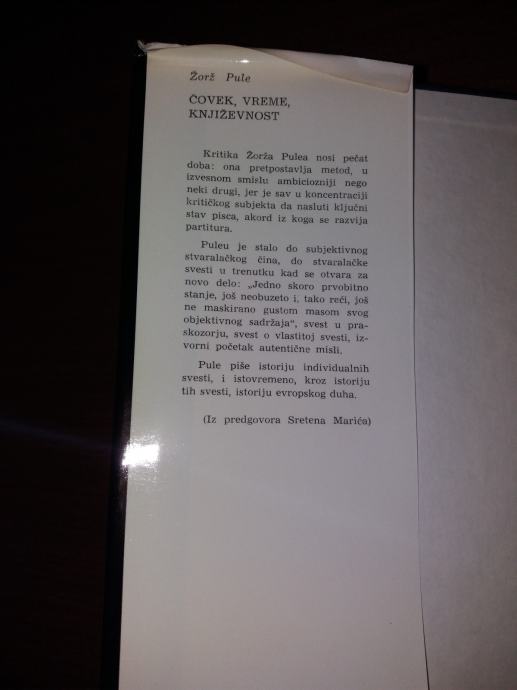 Žorž Pule
ČOVEK, VREME,
KNJIŽEVNOST
Kritika Žorža Pulea nosi pečat
doba: ona pretpostavlja metod, u
izvesnom smislu ambiciozniji nego
neki drugi, jer je sav u koncentraciji
kritičkog subjekta da nasluti ključni
stav pisca, akord iz koga se razvija
partitura.
Puleu je stalo do subjektivnog
stvaralačkog čina, do stvaralačke
svesti u trenutku kad se otvara za
novo delo: „Jedno skoro prvobitno
stanje, još neobuzeto i, tako reći, još
ne maskirano gustom masom svog
objektivnog sadržaja“, svest u pra-
skozorju, svest o vlastitoj svesti, iz-
vorni početak autentične misli.
Pule piše istoriju individualnih
svesti, i istovremeno, kroz istoriju
tih svesti, istoriju evropskog duha.
(Iz predgovora Sretena Marića)